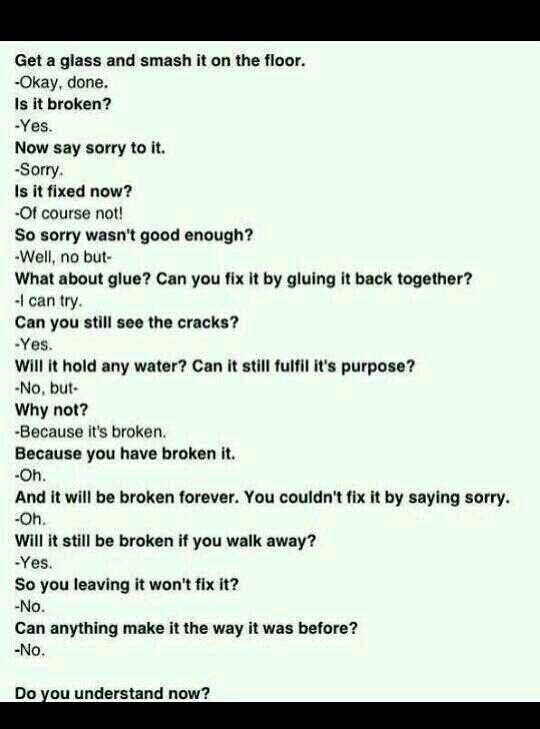 Get a glass and smash it on the floor.
-Okay, done.
Is it broken?
-Yes.
Now say sorry to it.
-Sorry.
Is it fixed now?
-Of course not!
So sorry wasn't good enough?
-Well, no but-
What about glue? Can you fix it by gluing it back together?
-I can try.
Can you still see the cracks?
-Yes.
Will it hold any water? Can it still fulfil it's purpose?
-No, but-
Why not?
-Because it's broken.
Because you have broken it.
-Oh.
And it will be broken forever. You couldn't fix it by saying sorry.
-Oh.
Will it still be broken if you walk away?
-Yes.
So you leaving it won't fix it?
-No.
Can anything make it the way it was before?
-No.
Do you understand now?